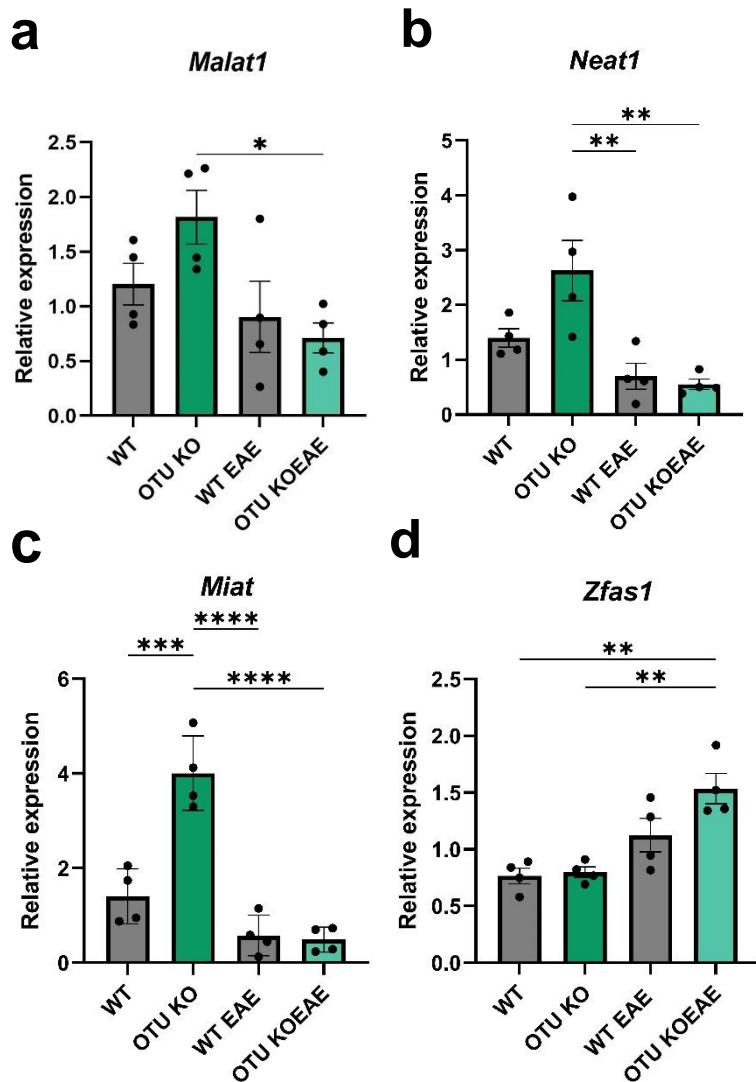 a
Malat1
Relative expression
2.5
2.0
1.5
1.0
0.5
0.0
*
WT
OTU KO
WT EAE
OTU KOEAE
b
Neat1
Relative expression
5
4
3
2
1
0
**
**
WT
OTU KO
WT EAE
OTU KOEAE
c
Miat
Relative expression
6
4
2
0
****
***
****
WT
OTU KO
WT EAE
OTU KOEAE
d
Zfas1
Relative expression
2.5
2.0
1.5
1.0
0.5
0.0
**
**
WT
OTU KO
WT EAE
OTU KOEAE